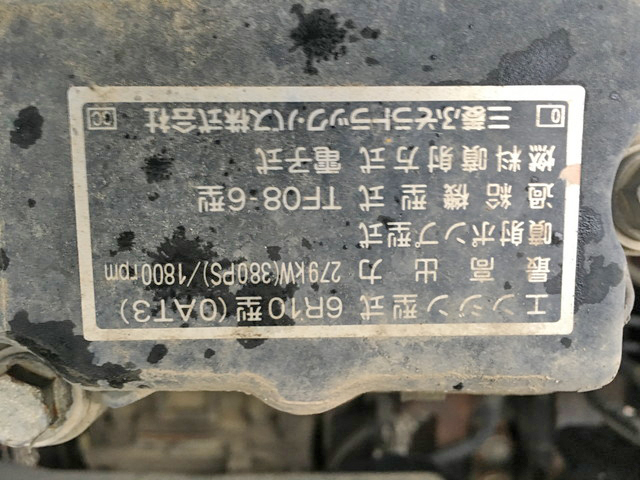 エンジン型式 6R10型(0AT3)
最高出力 279kW(380PS)/1800rpm
噴射ポンプ型式
過給機型式 TF08-6型
燃料噴射方式 電子式
三菱ふそうトラック・バス株式会社